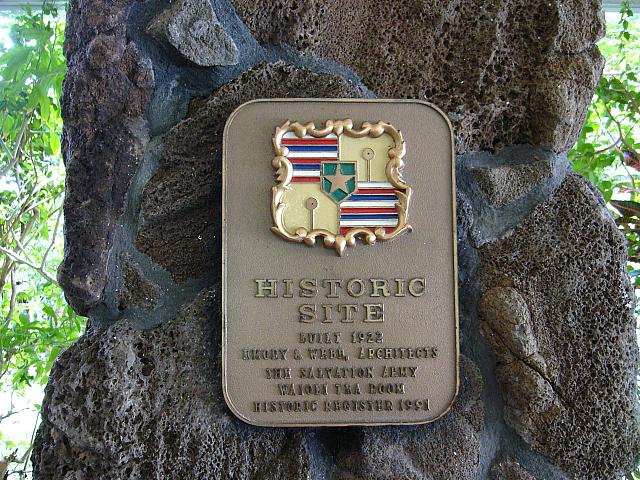 HISTORIC
SITE
BUILT 1922
EMORY & WEBB, ARCHITECTS
THE SALVATION ARMY
WAIOLI TEA ROOM
HISTORIC REGISTER 1991